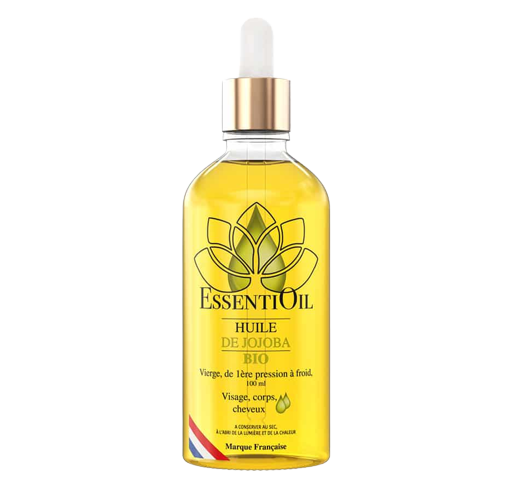 ESSENTIOIL
HUILE
DE JOJOBA
BIO
Vierge, de 1ère pression à froid,
100 ml
Visage, corps,
cheveux
A CONSERVER AU SEC,
À L'ABRI DE LA LUMIÈRE ET DE LA CHALEUR
Marque Française